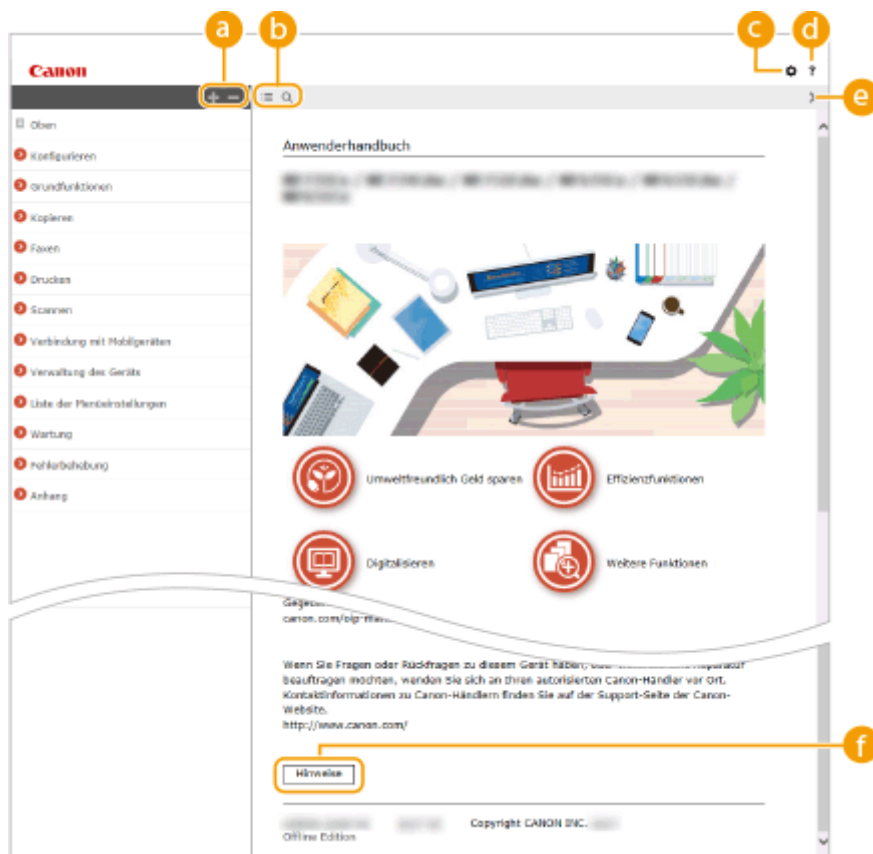 a
b
c
d
Canon
?
e
Oben
Anwenderhandbuch
Konfigurieren
Grundfunktionen
Kopieren
Faxen
Drucken
Scannen
Verbindung mit Mobilgeräten
Verwaltung des Geräts
Liste der Menüeinstellungen
Wartung
Fehlerbehebung
Anhang
Umweltfreundlich Geld sparen
Effizienzfunktionen
Digitalisieren
Weitere Funktionen
Wenn Sie Fragen oder Rückfragen zu diesem Gerät haben,
beauftragen möchten, wenden Sie sich an Ihren autorisierten Canon-Händler vor Ort.
Kontaktinformationen zu Canon-Händlern finden Sie auf der Support-Seite der Canon-
Website.
http://www.canon.com/
f
Hinweise
Copyright CANON INC.
Offline Edition